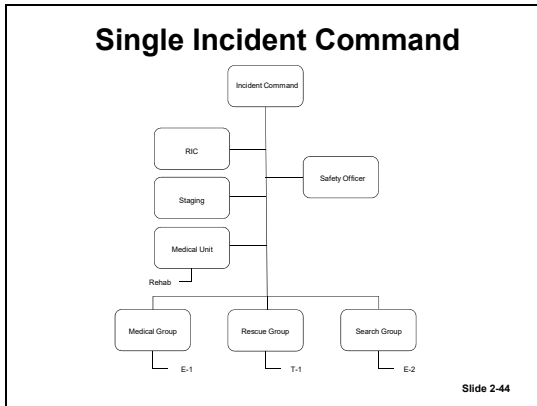 Single Incident Command
Incident Command
RIC
Safety Officer
Staging
Medical Unit
Rehab
Medical Group
Rescue Group
Search Group
E-1
T-1
E-2
Slide 2-44